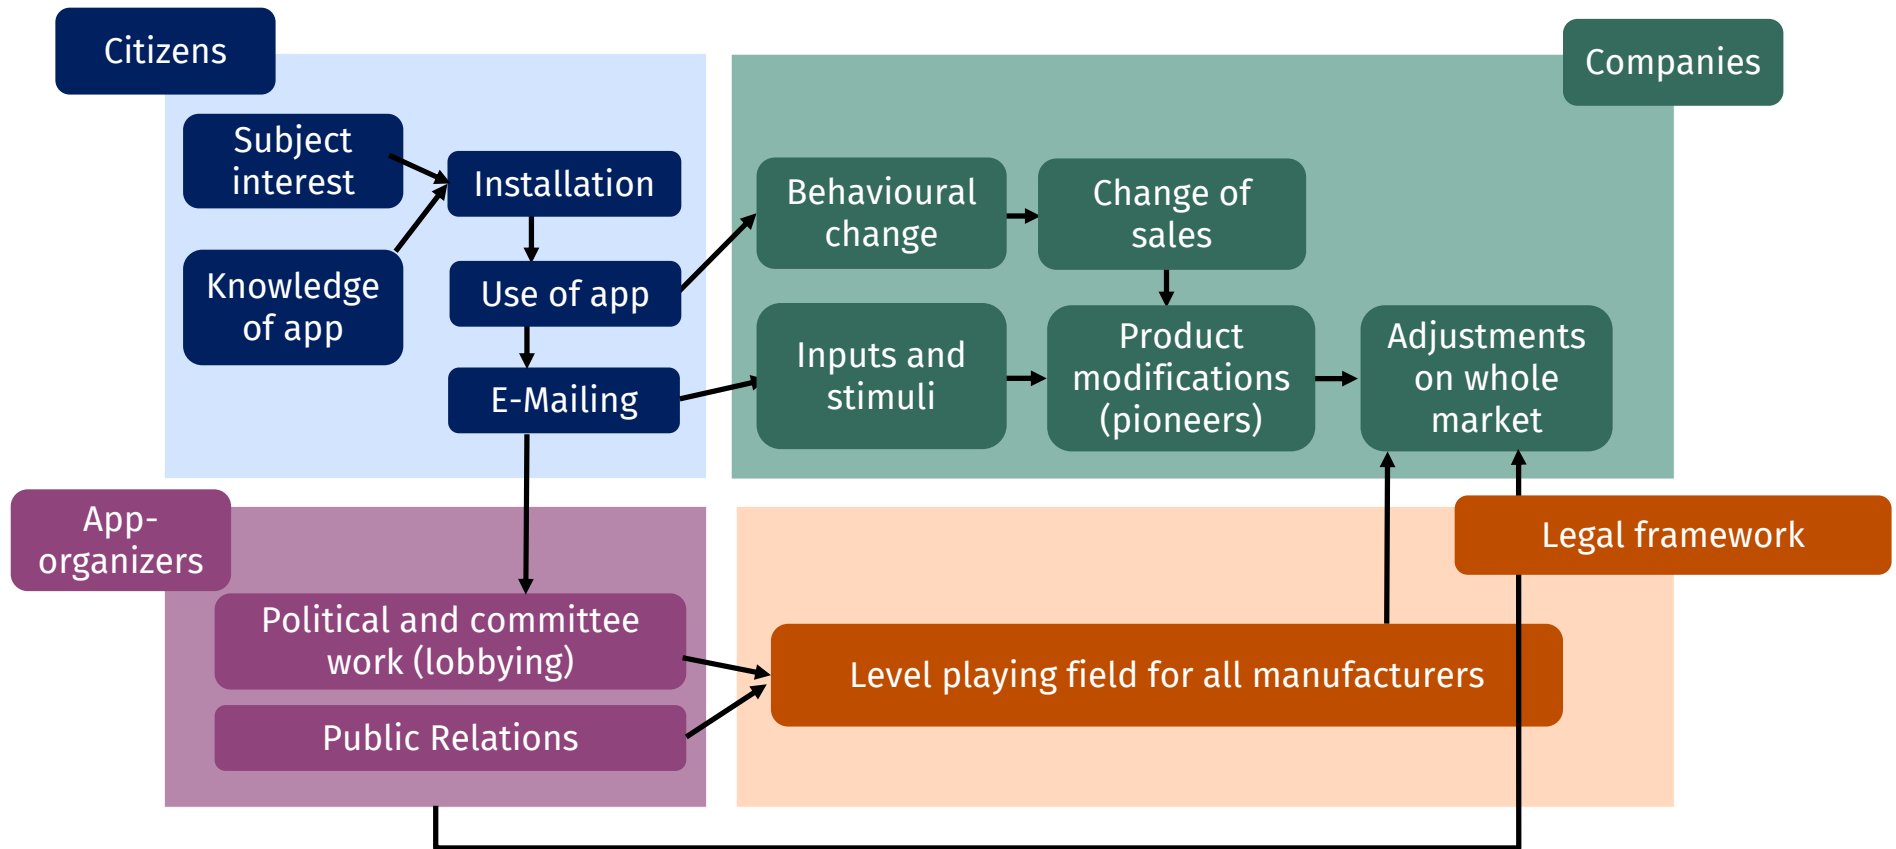 Citizens
Companies
Subject
interest
Installation
Knowledge
of app
Use of app
E-Mailing
Behavioural
change
Change of
sales
Inputs and
stimuli
Product
modifications
(pioneers)
Adjustments
on whole
market
App-
organizers
Legal framework
Political and committee
work (lobbying)
Public Relations
Level playing field for all manufacturers